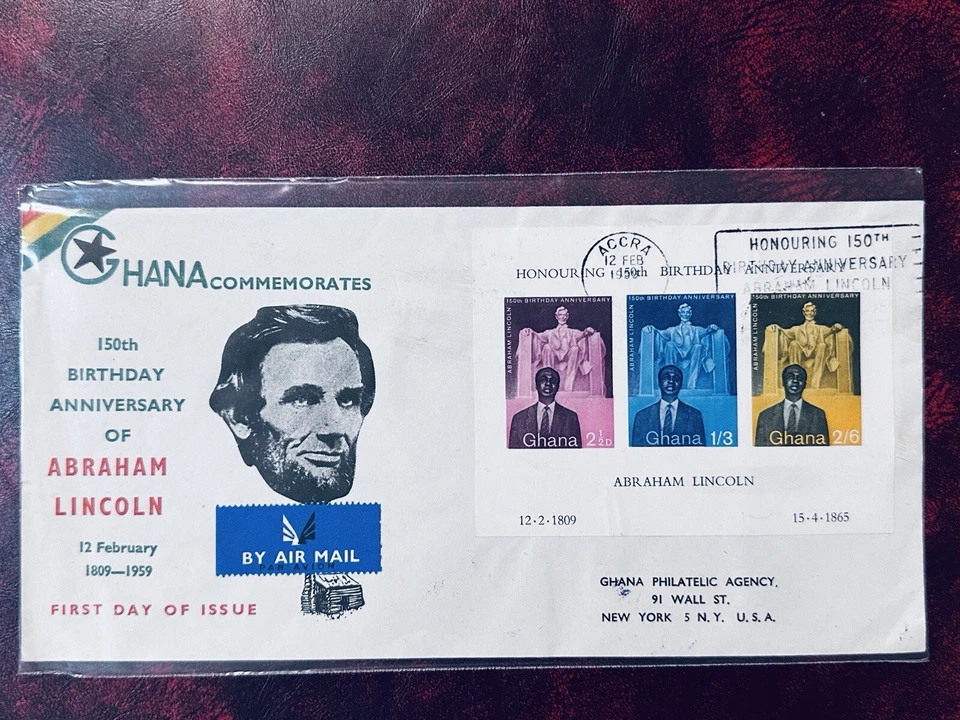 GHANA COMMEMORATES
150th
BIRTHDAY
ANNIVERSARY
OF
ABRAHAM
LINCOLN
12 February
1809—1959
FIRST DAY OF ISSUE
BY AIR MAIL
PAR AVION
ACCRA
12 FEB
1959
HONOURING 150TH
BIRTHDAY ANNIVERSARY
ABRAHAM LINCOLN
HONOURING 150th BIRTHDAY ANNIVERSARY
150th BIRTHDAY ANNIVERSARY
ABRAHAM LINCOLN
Ghana 2½D
150th BIRTHDAY ANNIVERSARY
ABRAHAM LINCOLN
Ghana 1/3
150th BIRTHDAY ANNIVERSARY
ABRAHAM LINCOLN
Ghana 2/6
ABRAHAM LINCOLN
12·2·1809
15·4·1865
GHANA PHILATELIC AGENCY,
91 WALL ST.
NEW YORK 5 N.Y. U.S.A.